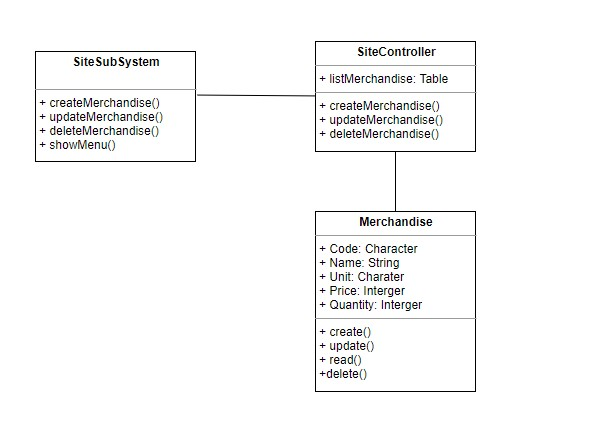 SiteSubSystem
+ createMerchandise()
+ updateMerchandise()
+ deleteMerchandise()
+ showMenu()
SiteController
+ listMerchandise: Table
+ createMerchandise()
+ updateMerchandise()
+ deleteMerchandise()
Merchandise
+ Code: Character
+ Name: String
+ Unit: Charater
+ Price: Interger
+ Quantity: Interger
+ create()
+ update()
+ read()
+delete()